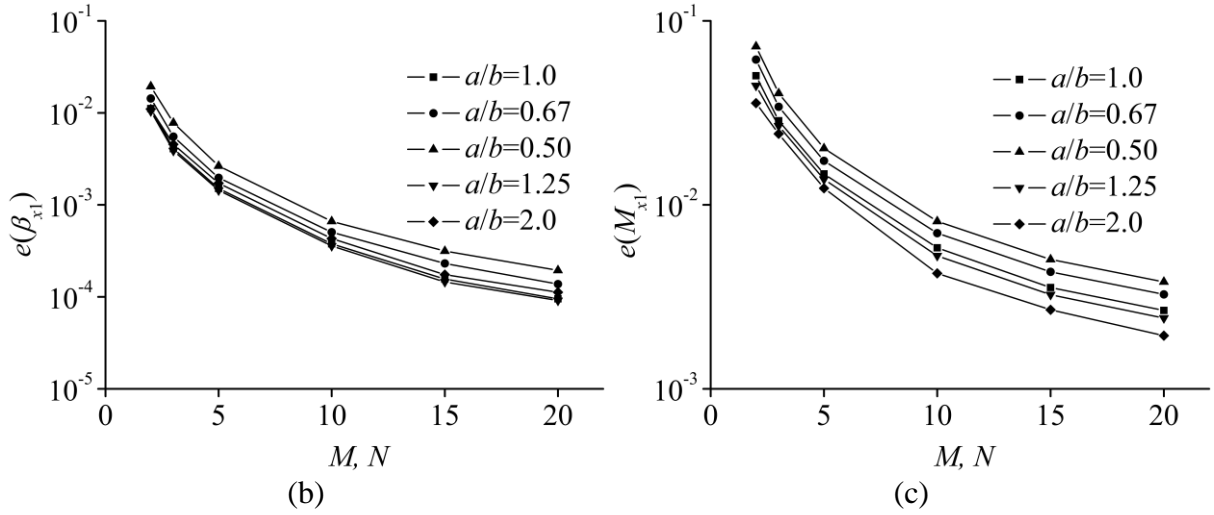 10⁻¹
10⁻²
10⁻³
10⁻⁴
10⁻⁵
e(βₓ₁)
a/b=1.0
a/b=0.67
a/b=0.50
a/b=1.25
a/b=2.0
0 5 10 15 20
M, N
(b)
10⁻¹
10⁻²
10⁻³
e(Mₓ₁)
a/b=1.0
a/b=0.67
a/b=0.50
a/b=1.25
a/b=2.0
0 5 10 15 20
M, N
(c)